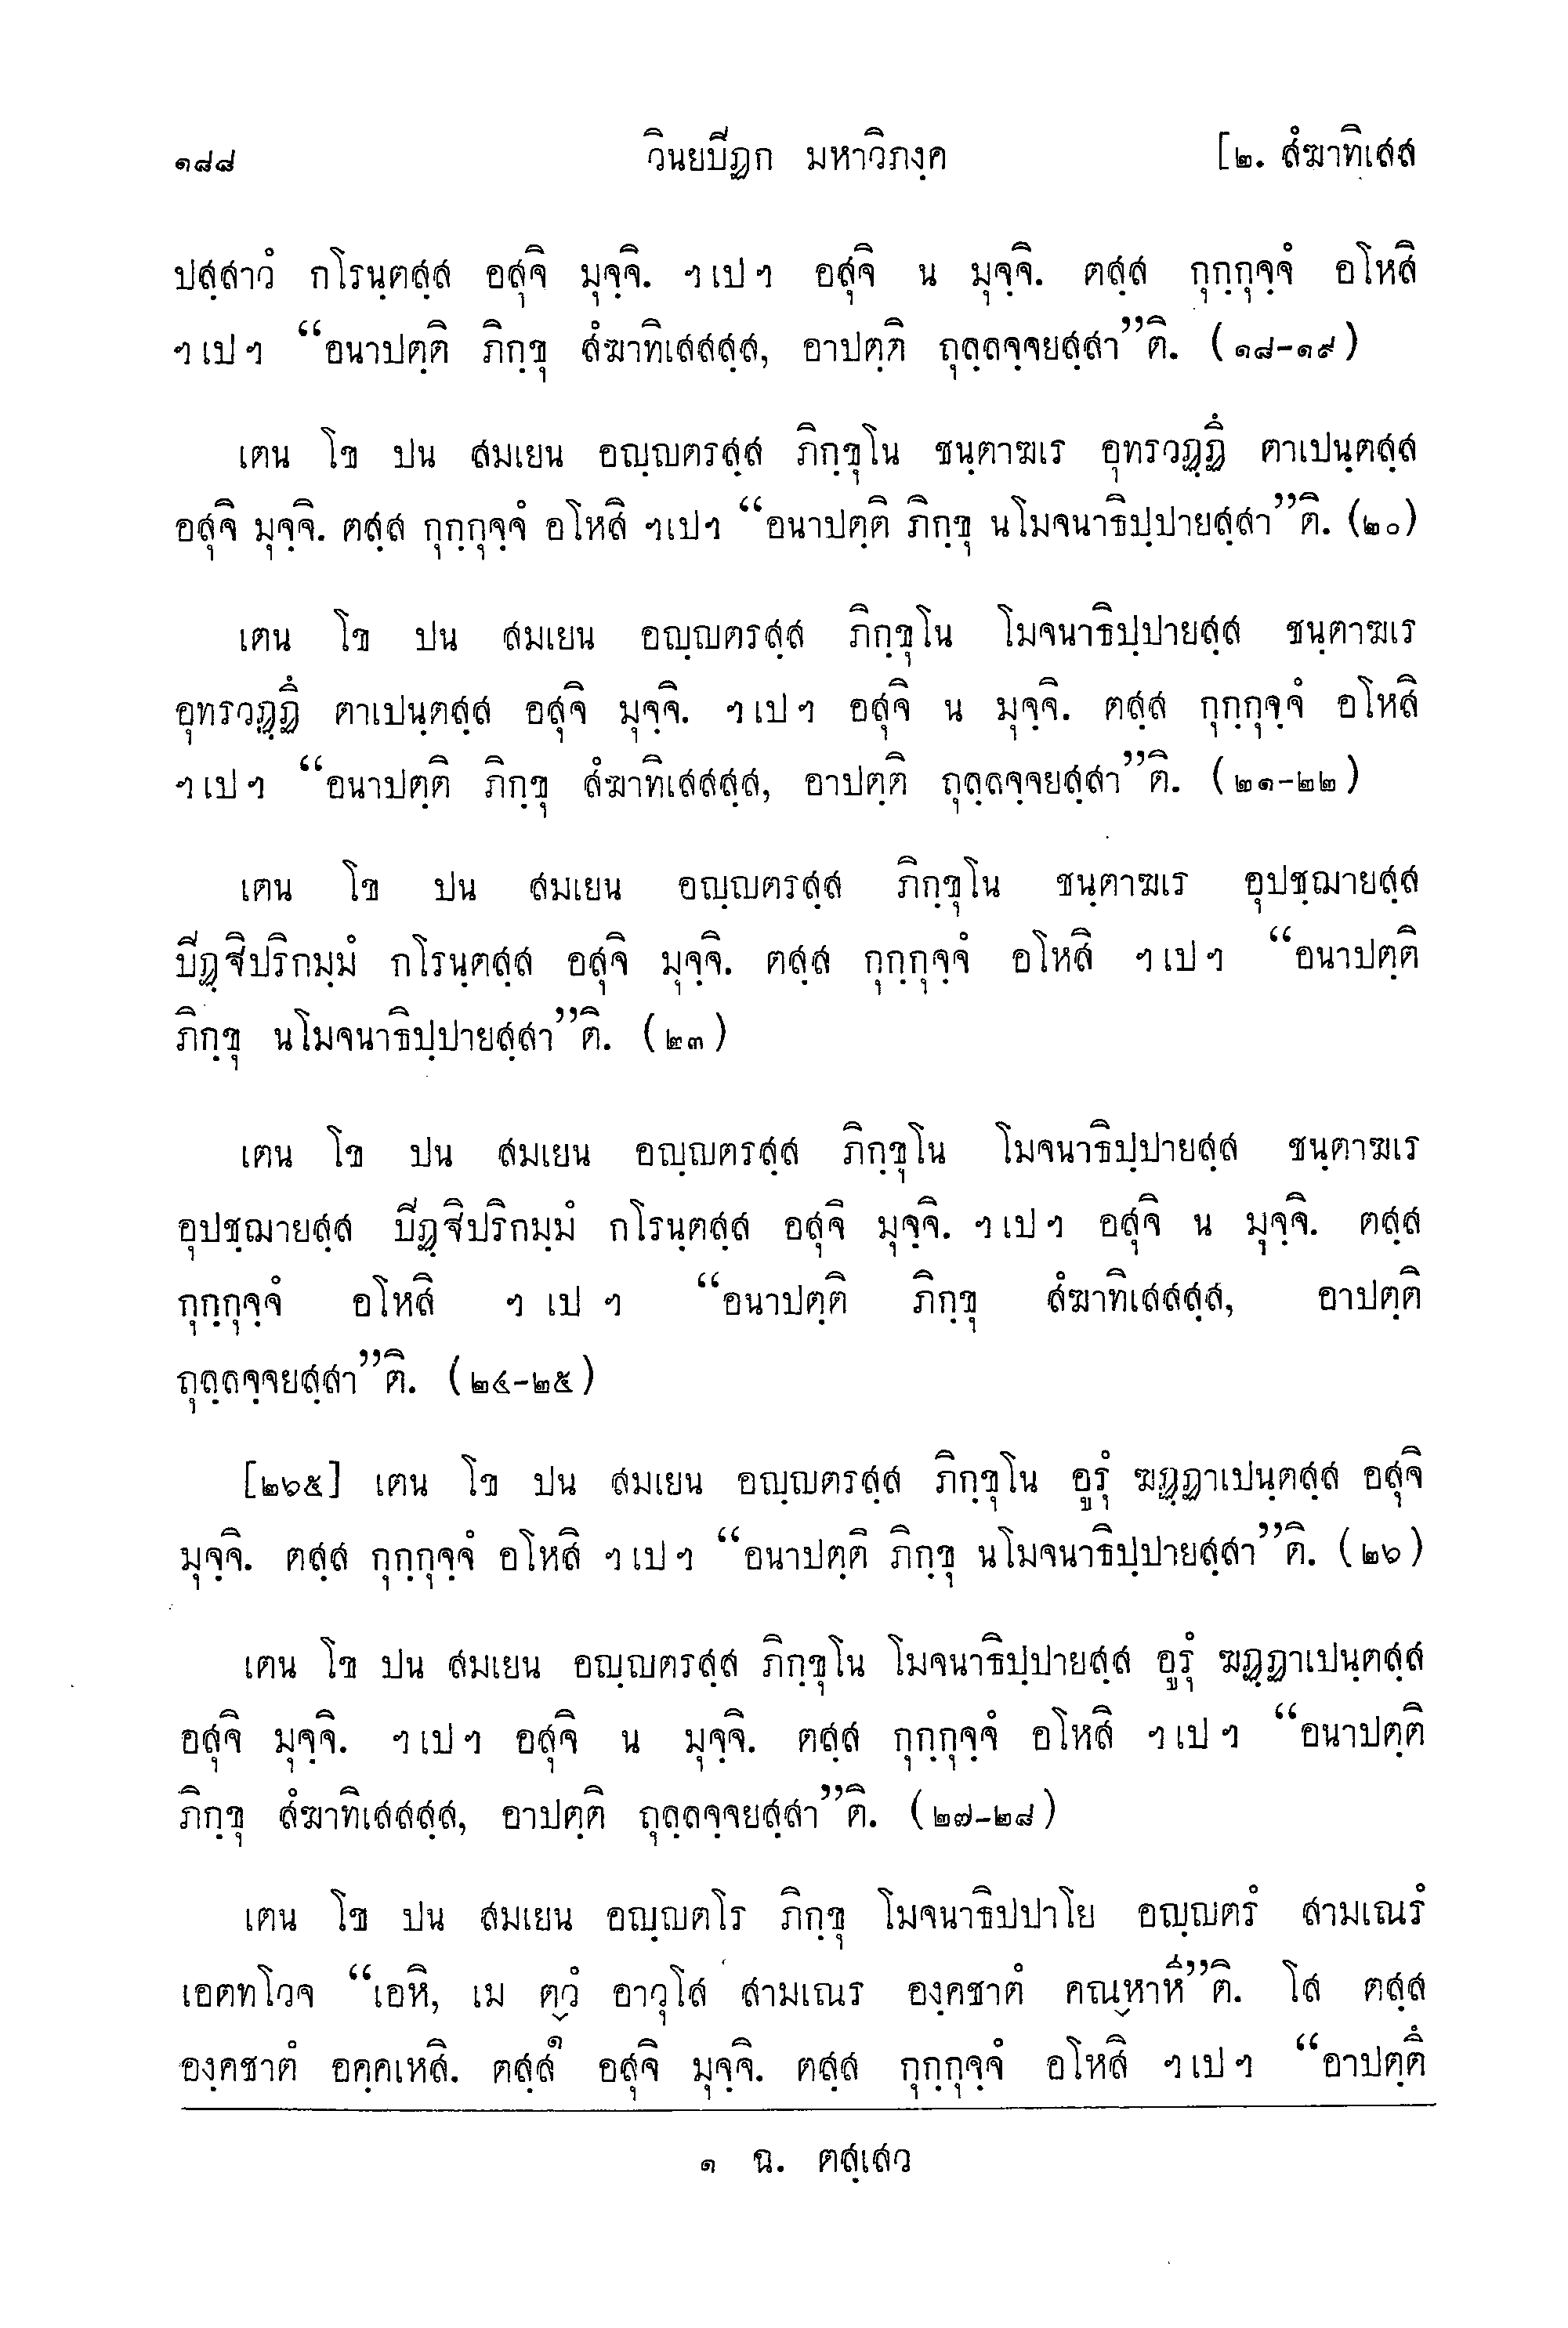 ๑๘๘ วินยปิฏก มหาวิภงฺค [๒. สํฆาทิเสส
ปสฺสาวํ กโรนฺตสฺส อสุจิ มุจฺจิ. ฯเปฯ อสุจิ น มุจฺจิ. ตสฺส กุกฺกุจฺจํ อโหสิ
ฯเปฯ “อนาปตฺติ ภิกฺขุ สํฆาทิเสสสฺส, อาปตฺติ ถุลฺลจฺจยสฺสา”ติ. (๑๘-๑๙)
เตน โข ปน สมเยน อญฺญตรสฺส ภิกฺขุโน ชนฺตาฆเร อุทรวฏฺฏึ ตาเปนฺตสฺส
อสุจิ มุจฺจิ. ตสฺส กุกฺกุจฺจํ อโหสิ ฯเปฯ “อนาปตฺติ ภิกฺขุ นโมจนาธิปฺปายสฺสา”ติ. (๒๐)
เตน โข ปน สมเยน อญฺญตรสฺส ภิกฺขุโน โมจนาธิปฺปายสฺส ชนฺตาฆเร
อุทรวฏฺฏึ ตาเปนฺตสฺส อสุจิ มุจฺจิ. ฯเปฯ อสุจิ น มุจฺจิ. ตสฺส กุกฺกุจฺจํ อโหสิ
ฯเปฯ “อนาปตฺติ ภิกฺขุ สํฆาทิเสสสฺส, อาปตฺติ ถุลฺลจฺจยสฺสา”ติ. (๒๑-๒๒)
เตน โข ปน สมเยน อญฺญตรสฺส ภิกฺขุโน ชนฺตาฆเร อุปชฺฌายสฺส
ปีฏฺฐิปริกมฺมํ กโรนฺตสฺส อสุจิ มุจฺจิ. ตสฺส กุกฺกุจฺจํ อโหสิ ฯเปฯ “อนาปตฺติ
ภิกฺขุ นโมจนาธิปฺปายสฺสา”ติ. (๒๓)
เตน โข ปน สมเยน อญฺญตรสฺส ภิกฺขุโน โมจนาธิปฺปายสฺส ชนฺตาฆเร
อุปชฺฌายสฺส ปีฏฺฐิปริกมฺมํ กโรนฺตสฺส อสุจิ มุจฺจิ. ฯเปฯ อสุจิ น มุจฺจิ. ตสฺส
กุกฺกุจฺจํ อโหสิ ฯ เป ฯ “อนาปตฺติ ภิกฺขุ สํฆาทิเสสสฺส, อาปตฺติ
ถุลฺลจฺจยสฺสา”ติ. (๒๔-๒๕)
[๒๖๕] เตน โข ปน สมเยน อญฺญตรสฺส ภิกฺขุโน อูรุํ ฆฏฺฏาเปนฺตสฺส อสุจิ
มุจฺจิ. ตสฺส กุกฺกุจฺจํ อโหสิ ฯเปฯ “อนาปตฺติ ภิกฺขุ นโมจนาธิปฺปายสฺสา”ติ. (๒๖)
เตน โข ปน สมเยน อญฺญตรสฺส ภิกฺขุโน โมจนาธิปฺปายสฺส อูรุํ ฆฏฺฏาเปนฺตสฺส
อสุจิ มุจฺจิ. ฯเปฯ อสุจิ น มุจฺจิ. ตสฺส กุกฺกุจฺจํ อโหสิ ฯเปฯ “อนาปตฺติ
ภิกฺขุ สํฆาทิเสสสฺส, อาปตฺติ ถุลฺลจฺจยสฺสา”ติ. (๒๗-๒๘)
เตน โข ปน สมเยน อญฺญตโร ภิกฺขุ โมจนาธิปฺปาโย อญฺญตรํ สามเณรํ
เอตทโวจ “เอหิ, เม ตฺวํ อาวุโส สามเณร องฺคชาตํ คณฺหาหี”ติ. โส ตสฺส
องฺคชาตํ อคฺคเหสิ. ตสฺส๑ อสุจิ มุจฺจิ. ตสฺส กุกฺกุจฺจํ อโหสิ ฯเปฯ “อาปตฺตึ
๑ ฉ. ตสฺเสว